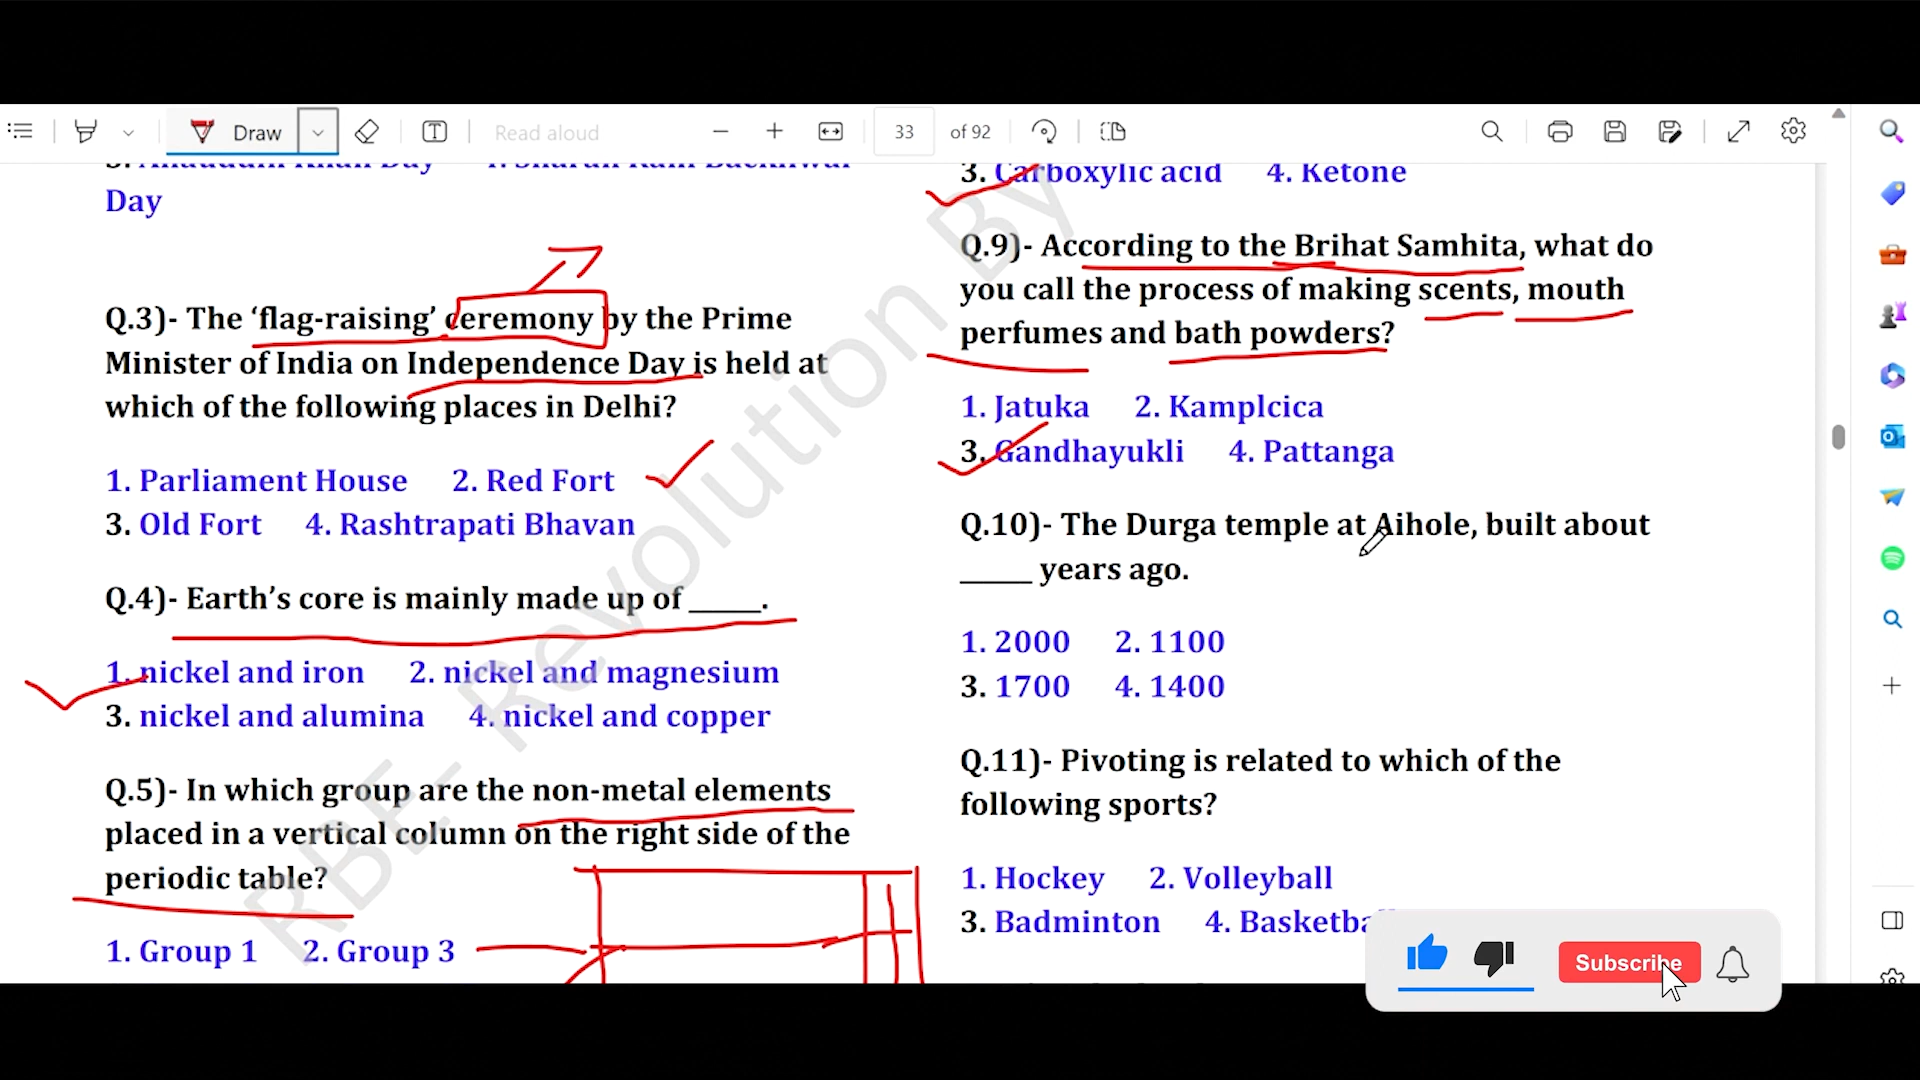 Draw
Read aloud
33
of 92
Day
Q.3)- The ‘flag-raising’ ceremony by the Prime
Minister of India on Independence Day is held at
which of the following places in Delhi?
1. Parliament House 2. Red Fort
3. Old Fort 4. Rashtrapati Bhavan
Q.4)- Earth’s core is mainly made up of _____.
1. nickel and iron 2. nickel and magnesium
3. nickel and alumina 4. nickel and copper
Q.5)- In which group are the non-metal elements
placed in a vertical column on the right side of the
periodic table?
1. Group 1 2. Group 3
3. Carboxylic acid 4. Ketone
Q.9)- According to the Brihat Samhita, what do
you call the process of making scents, mouth
perfumes and bath powders?
1. Jatuka 2. Kamplcica
3. Gandhayukli 4. Pattanga
Q.10)- The Durga temple at Aihole, built about
_____ years ago.
1. 2000 2. 1100
3. 1700 4. 1400
Q.11)- Pivoting is related to which of the
following sports?
1. Hockey 2. Volleyball
3. Badminton 4. Basketba
RBE- Revolution By
Subscribe